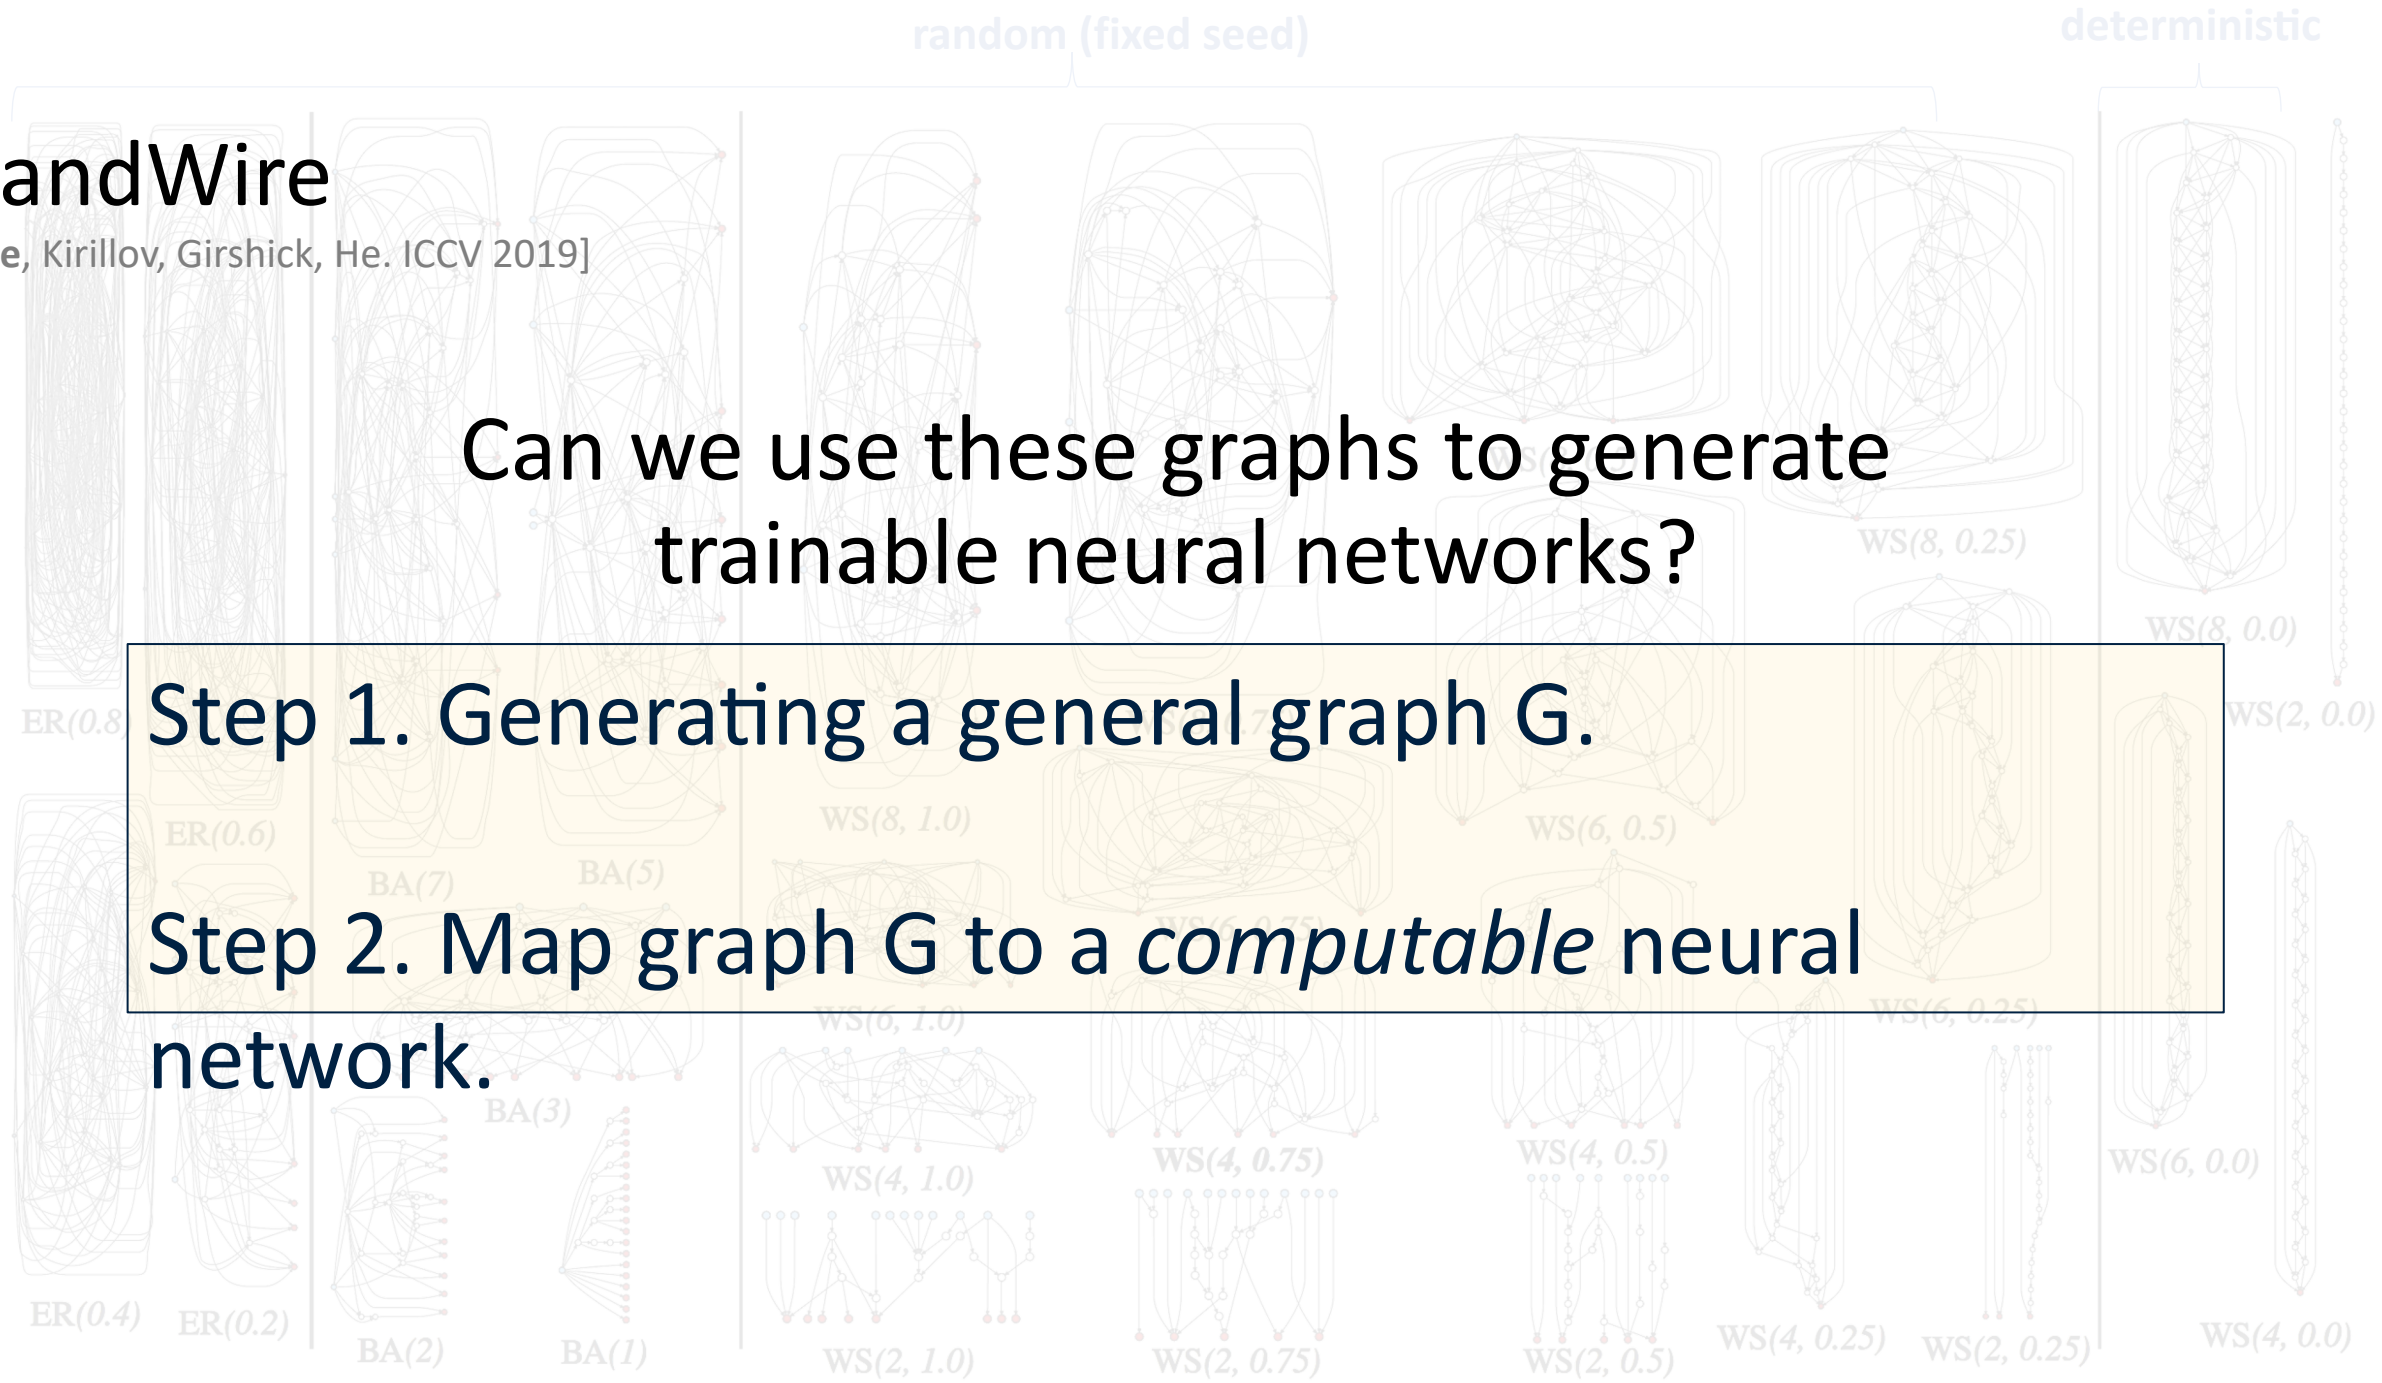 random (fixed seed)
deterministic
andWire
e, Kirillov, Girshick, He. ICCV 2019]
Can we use these graphs to generate
trainable neural networks?
WS(8, 0.25)
WS(8, 0.0)
Step 1. Generating a general graph G.
ER(0.8)
WS(2, 0.0)
ER(0.6)
WS(8, 1.0)
WS(6, 0.5)
BA(7)
BA(5)
WS(6, 0.75)
Step 2. Map graph G to a computable neural
network.
WS(6, 1.0)
WS(6, 0.25)
BA(3)
WS(4, 1.0)
WS(4, 0.75)
WS(4, 0.5)
WS(6, 0.0)
ER(0.4)
ER(0.2)
BA(2)
BA(1)
WS(2, 1.0)
WS(2, 0.75)
WS(2, 0.5)
WS(4, 0.25)
WS(2, 0.25)
WS(4, 0.0)